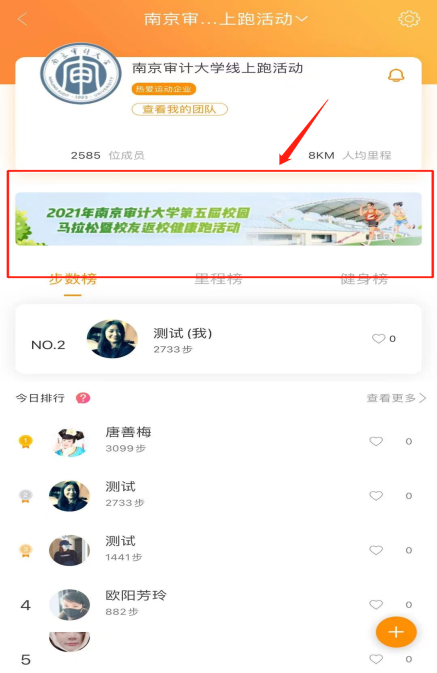 南京审...上跑活动
南京审计大学线上跑活动
热爱运动企业
查看我的团队
2585 位成员
8KM 人均里程
2021年南京审计大学第五届校园
马拉松暨校友返校健康跑活动
步数榜 里程榜 健身榜
NO.2
测试 (我)
2733 步
0
今日排行 ?
查看更多
1
唐善梅
3099 步
0
2
测试
2733 步
0
3
测试
1441 步
0
4
欧阳芳玲
882 步
0
5
0